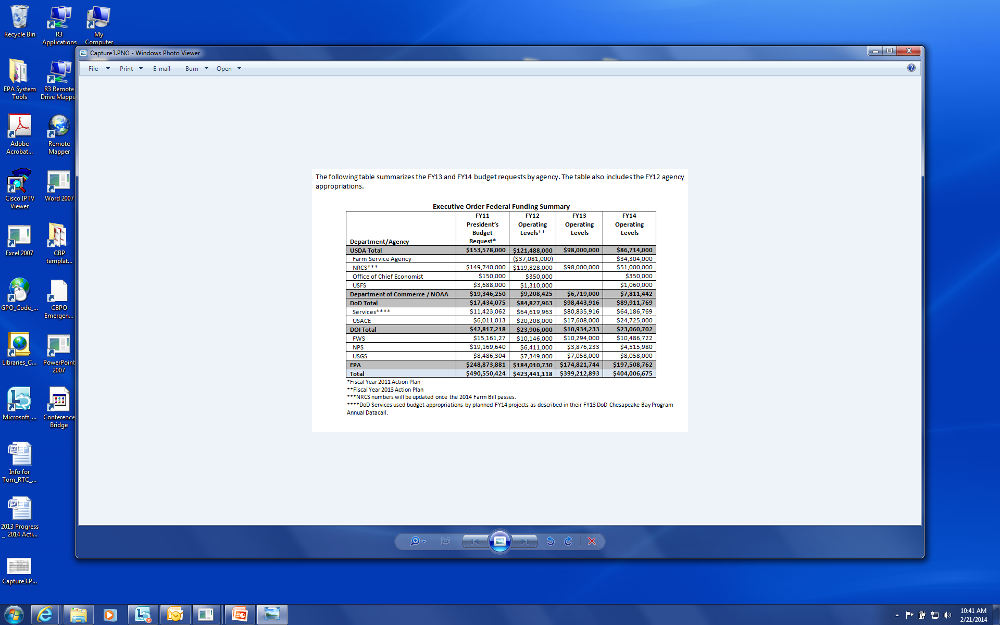 Recycle Bin
R3 Applications
My Computer
EPA System Tools
R3 Remote Drive Mappe
Adobe Acrobat...
Remote Mapper
Cisco IPTV Viewer
Word 2007
Excel 2007
CBP templat...
GPO_Code_...
CBPO Emergen...
Libraries_C...
PowerPoint 2007
Microsoft_...
Conference Bridge
Info for Tom_RTC_...
2013 Progress _ 2014 Acti...
Capture3.P...
Capture3.PNG - Windows Photo Viewer
File Print E-mail Burn Open
The following table summarizes the FY13 and FY14 budget requests by agency. The table also includes the FY12 agency
appropriations.
Executive Order Federal Funding Summary
Department/Agency FY11 President's Budget Request* FY12 Operating Levels** FY13 Operating Levels FY14 Operating Levels
USDA Total $153,578,000 $121,488,000 $98,000,000 $86,714,000
Farm Service Agency ($37,081,000) $34,304,000
NRCS*** $149,740,000 $119,828,000 $98,000,000 $51,000,000
Office of Chief Economist $150,000 $350,000 $350,000
USFS $3,688,000 $1,310,000 $1,060,000
Department of Commerce / NOAA $19,346,250 $9,208,425 $6,719,000 $7,811,442
DoD Total $17,434,075 $84,827,963 $98,443,916 $89,911,769
Services**** $11,423,062 $64,619,963 $80,835,916 $64,186,769
USACE $6,011,013 $20,208,000 $17,608,000 $24,725,000
DOI Total $42,817,218 $23,906,000 $10,934,233 $23,060,702
FWS $15,161,27 $10,146,000 $10,294,000 $10,486,722
NPS $19,169,640 $6,411,000 $3,876,233 $4,515,980
USGS $8,486,304 $7,349,000 $7,058,000 $8,058,000
EPA $248,873,881 $184,010,730 $174,821,744 $197,508,762
Total $490,550,424 $423,441,118 $399,212,893 $404,006,675
*Fiscal Year 2011 Action Plan
**Fiscal Year 2013 Action Plan
***NRCS numbers will be updated once the 2014 Farm Bill passes.
****DoD Services used budget appropriations by planned FY14 projects as described in their FY13 DoD Chesapeake Bay Program
Annual Datacall.
10:41 AM
2/21/2014